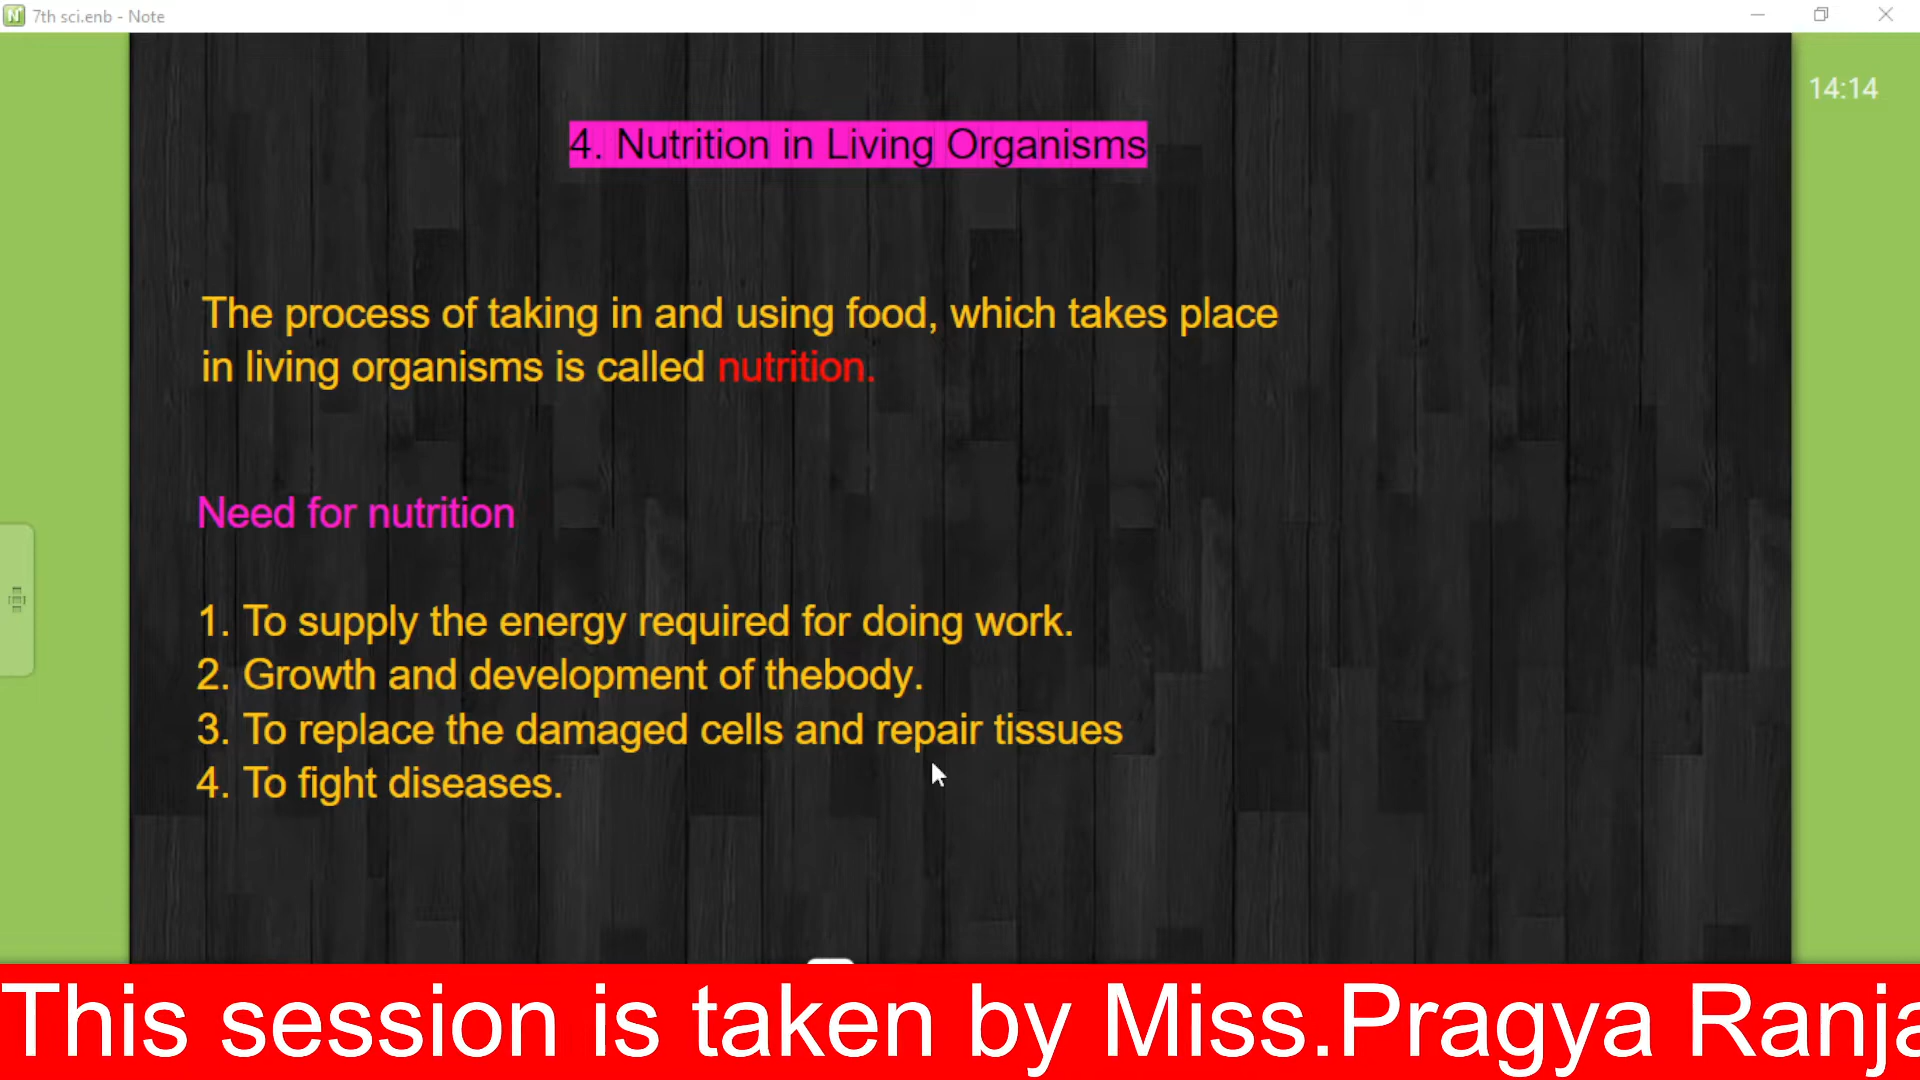 7th sci.enb - Note
14:14
4. Nutrition in Living Organisms
The process of taking in and using food, which takes place
in living organisms is called nutrition.
Need for nutrition
1. To supply the energy required for doing work.
2. Growth and development of thebody.
3. To replace the damaged cells and repair tissues
4. To fight diseases.
This session is taken by Miss.Pragya Ranja